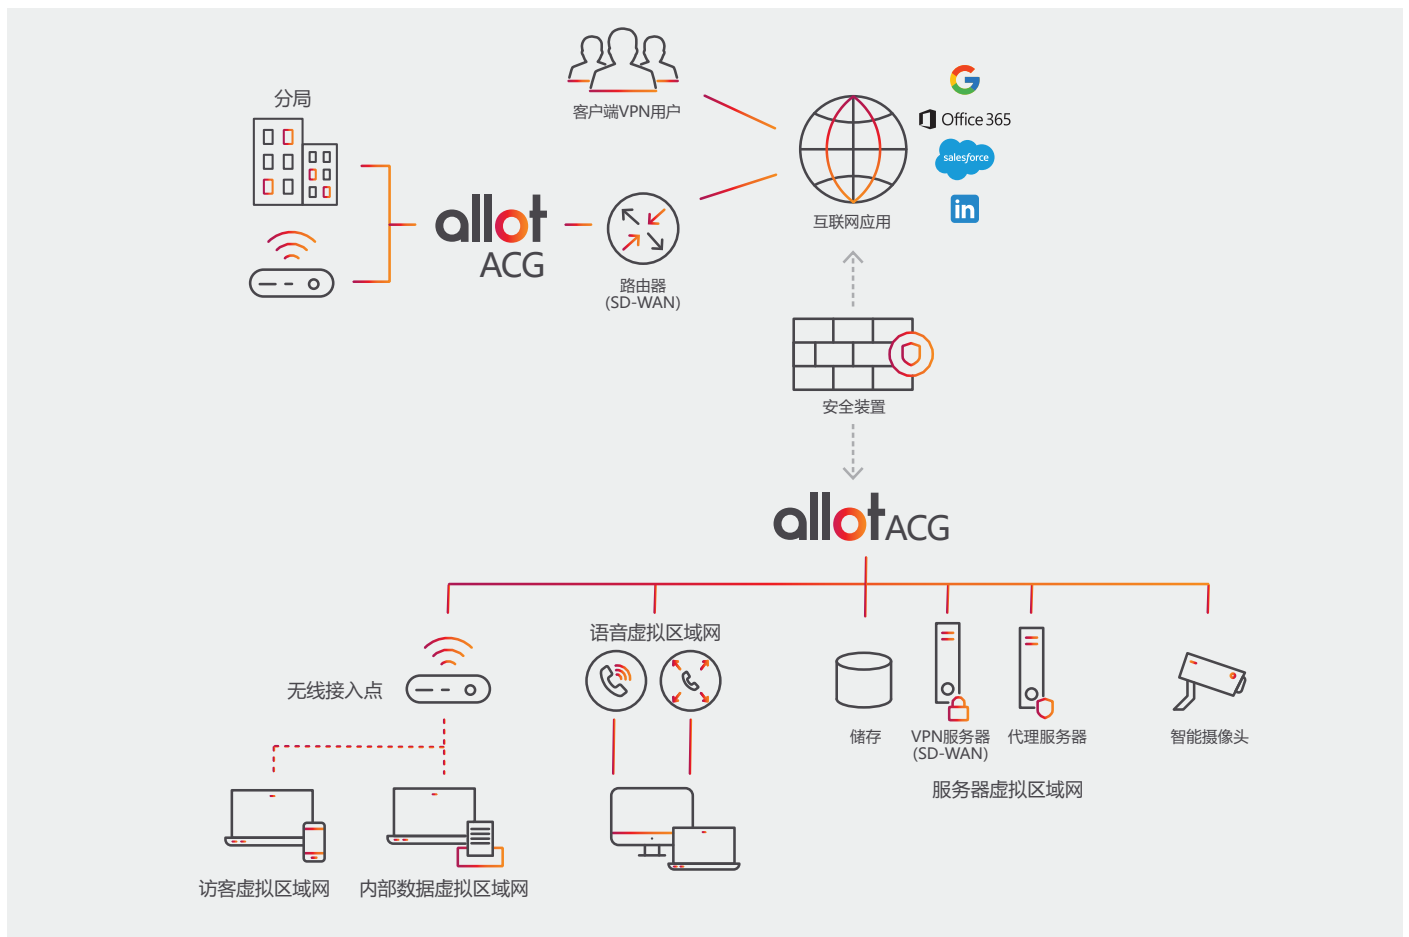 客户端VPN用户
分局
Office 365
salesforce
in
互联网应用
allot
ACG
路由器
(SD-WAN)
安全装置
allot ACG
语音虚拟区域网
无线接入点
储存
VPN服务器
(SD-WAN)
代理服务器
智能摄像头
服务器虚拟区域网
访客虚拟区域网
内部数据虚拟区域网